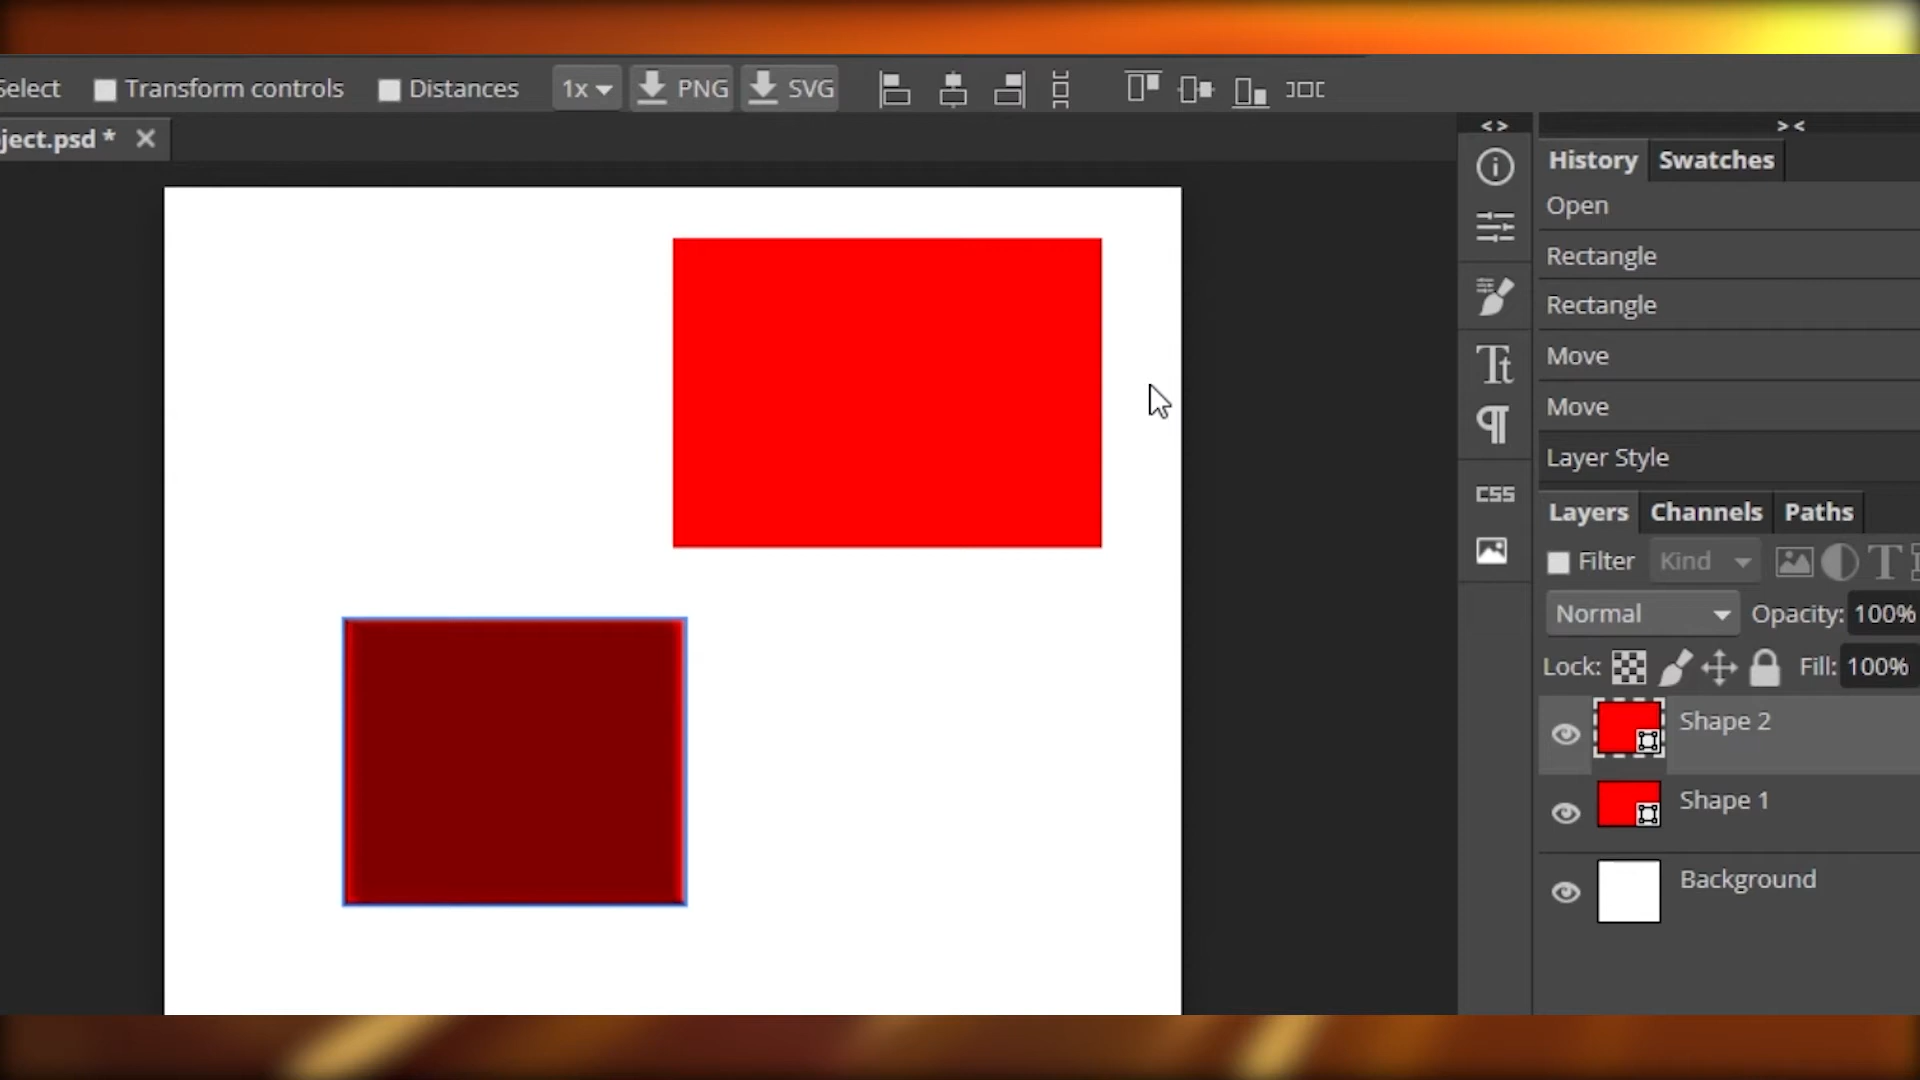 Select Transform controls Distances 1x PNG SVG
ject.psd * 
History Swatches
Open
Rectangle
Rectangle
Move
Move
Layer Style
CSS
Layers Channels Paths
Filter Kind
Normal Opacity: 100%
Lock: Fill: 100%
Shape 2
Shape 1
Background